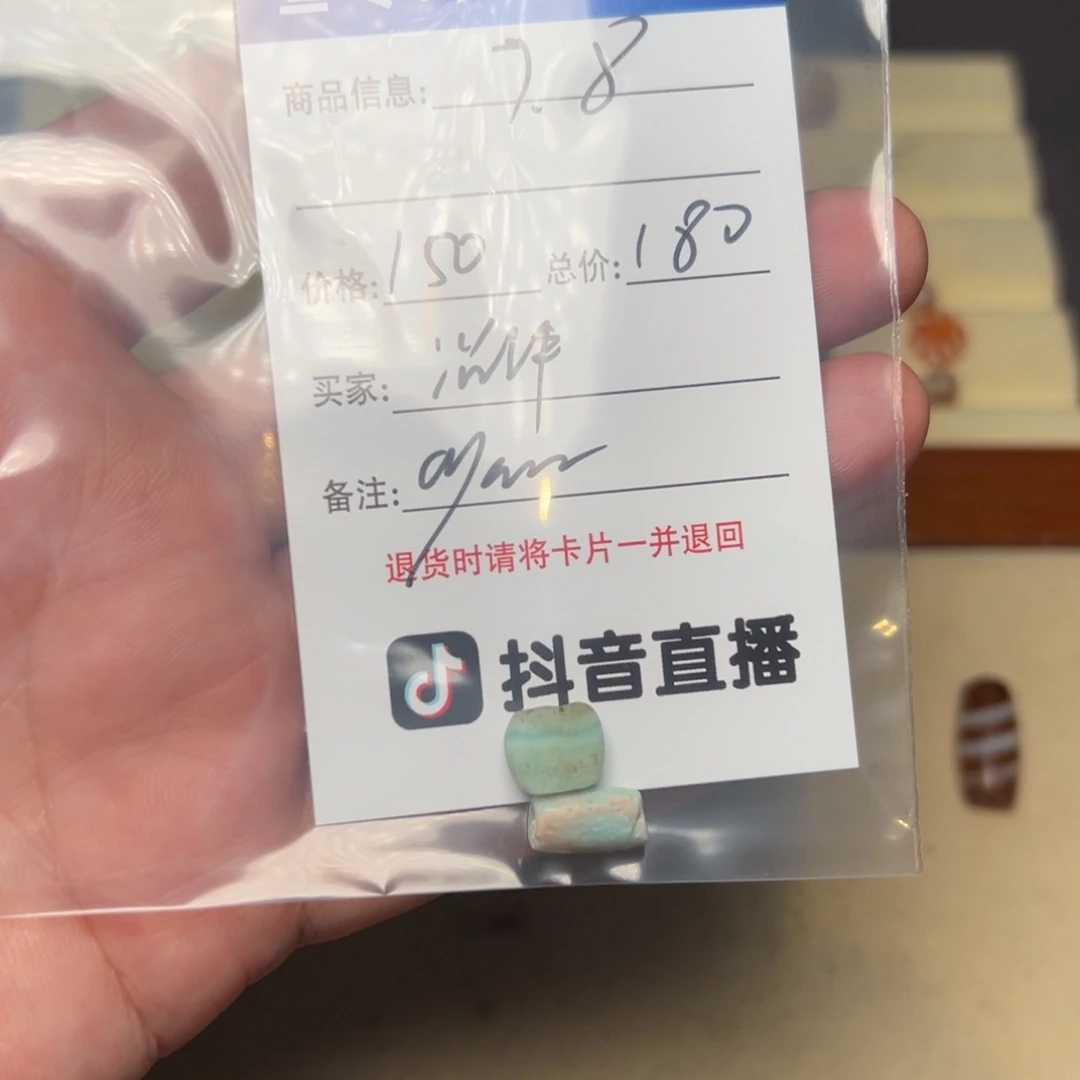 商品信息: 7.8
价格: 150 总价: 180
买家:
备注:
退货时请将卡片一并退回
抖音直播